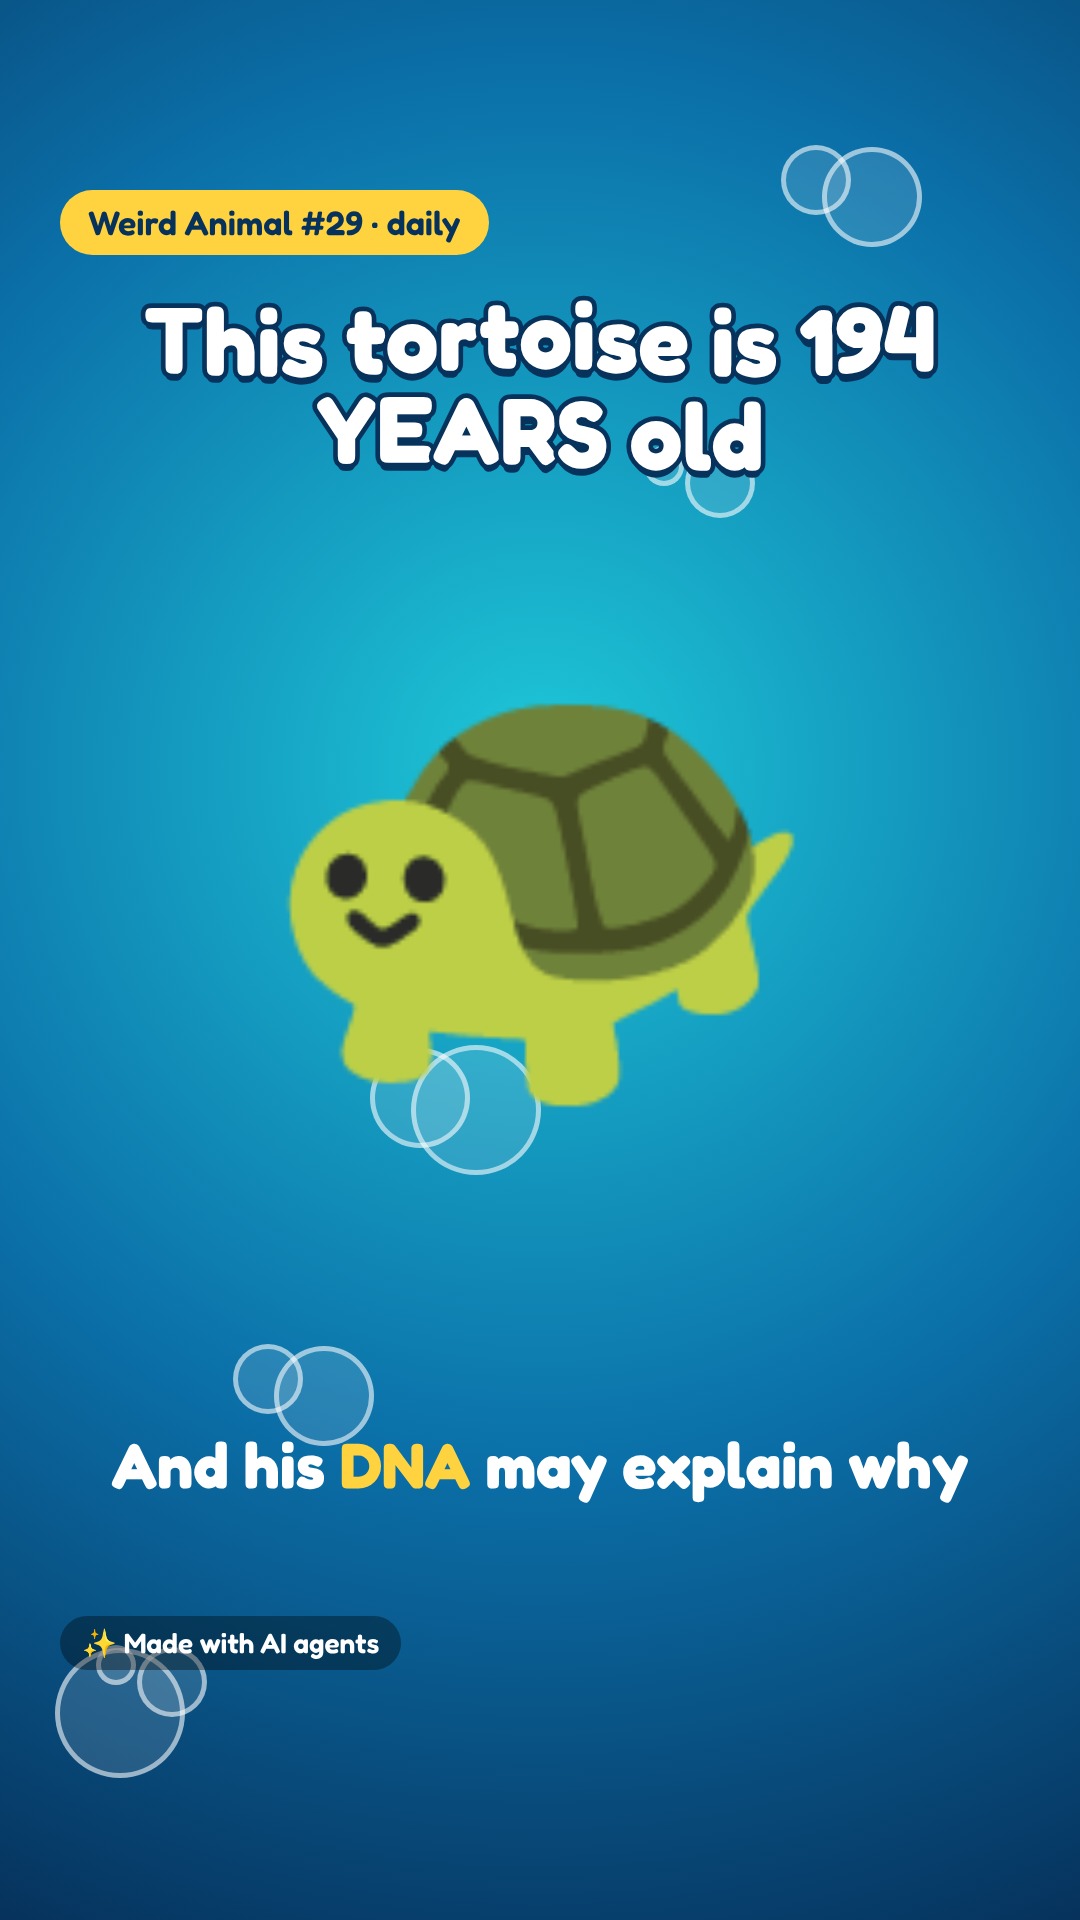 Weird Animal #29 · daily
This tortoise is 194
YEARS old
And his DNA may explain why
✨ Made with AI agents